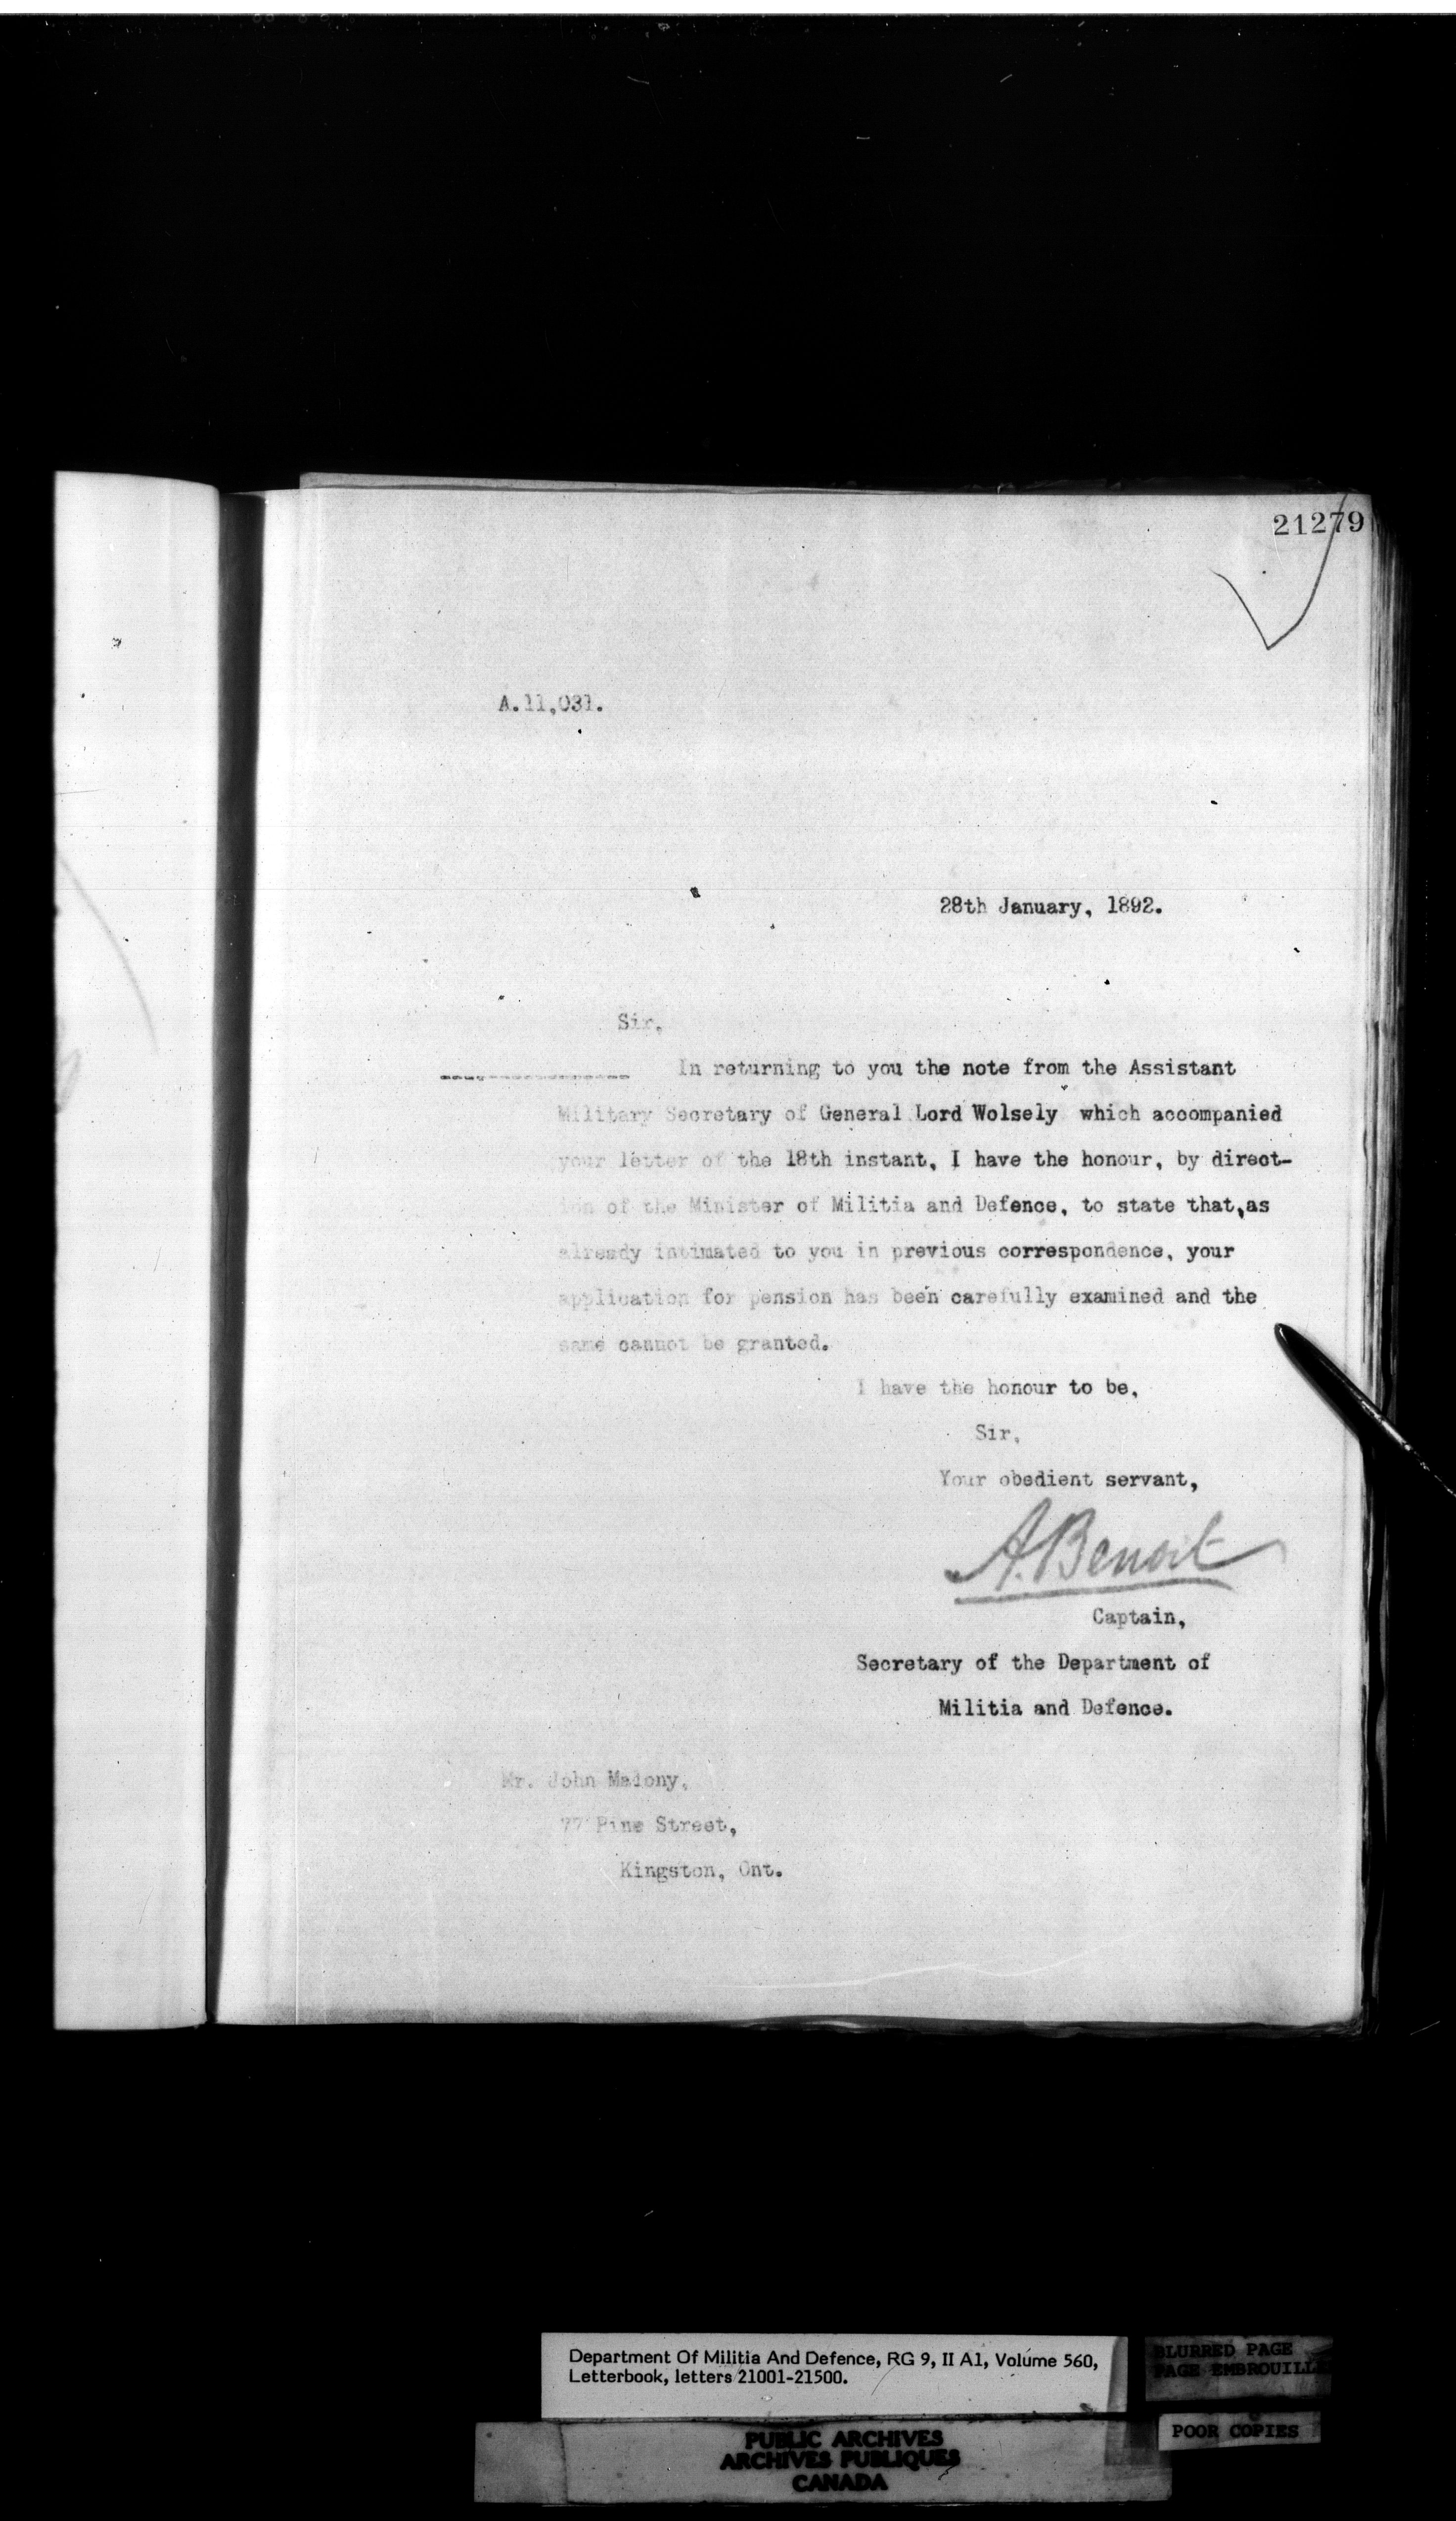 21279
A.11,031.
28th January, 1892.
Sir,
In returning to you the note from the Assistant
Military Secretary of General Lord Wolsely which accompanied
your letter of the 18th instant, I have the honour, by direct-
ion of the Minister of Militia and Defence, to state that, as
already intimated to you in previous correspondence, your
application for pension has been carefully examined and the
same cannot be granted.
I have the honour to be,
Sir,
Your obedient servant,
A. Benoit
Captain,
Secretary of the Department of
Militia and Defence.
Mr. John Malony,
77 Pine Street,
Kingston, Ont.
Department Of Militia And Defence, RG 9, II A1, Volume 560,
Letterbook, letters 21001-21500.
BLURRED PAGE
PAGE EMBROUILL
POOR COPIES
PUBLIC ARCHIVES
ARCHIVES PUBLIQUES
CANADA